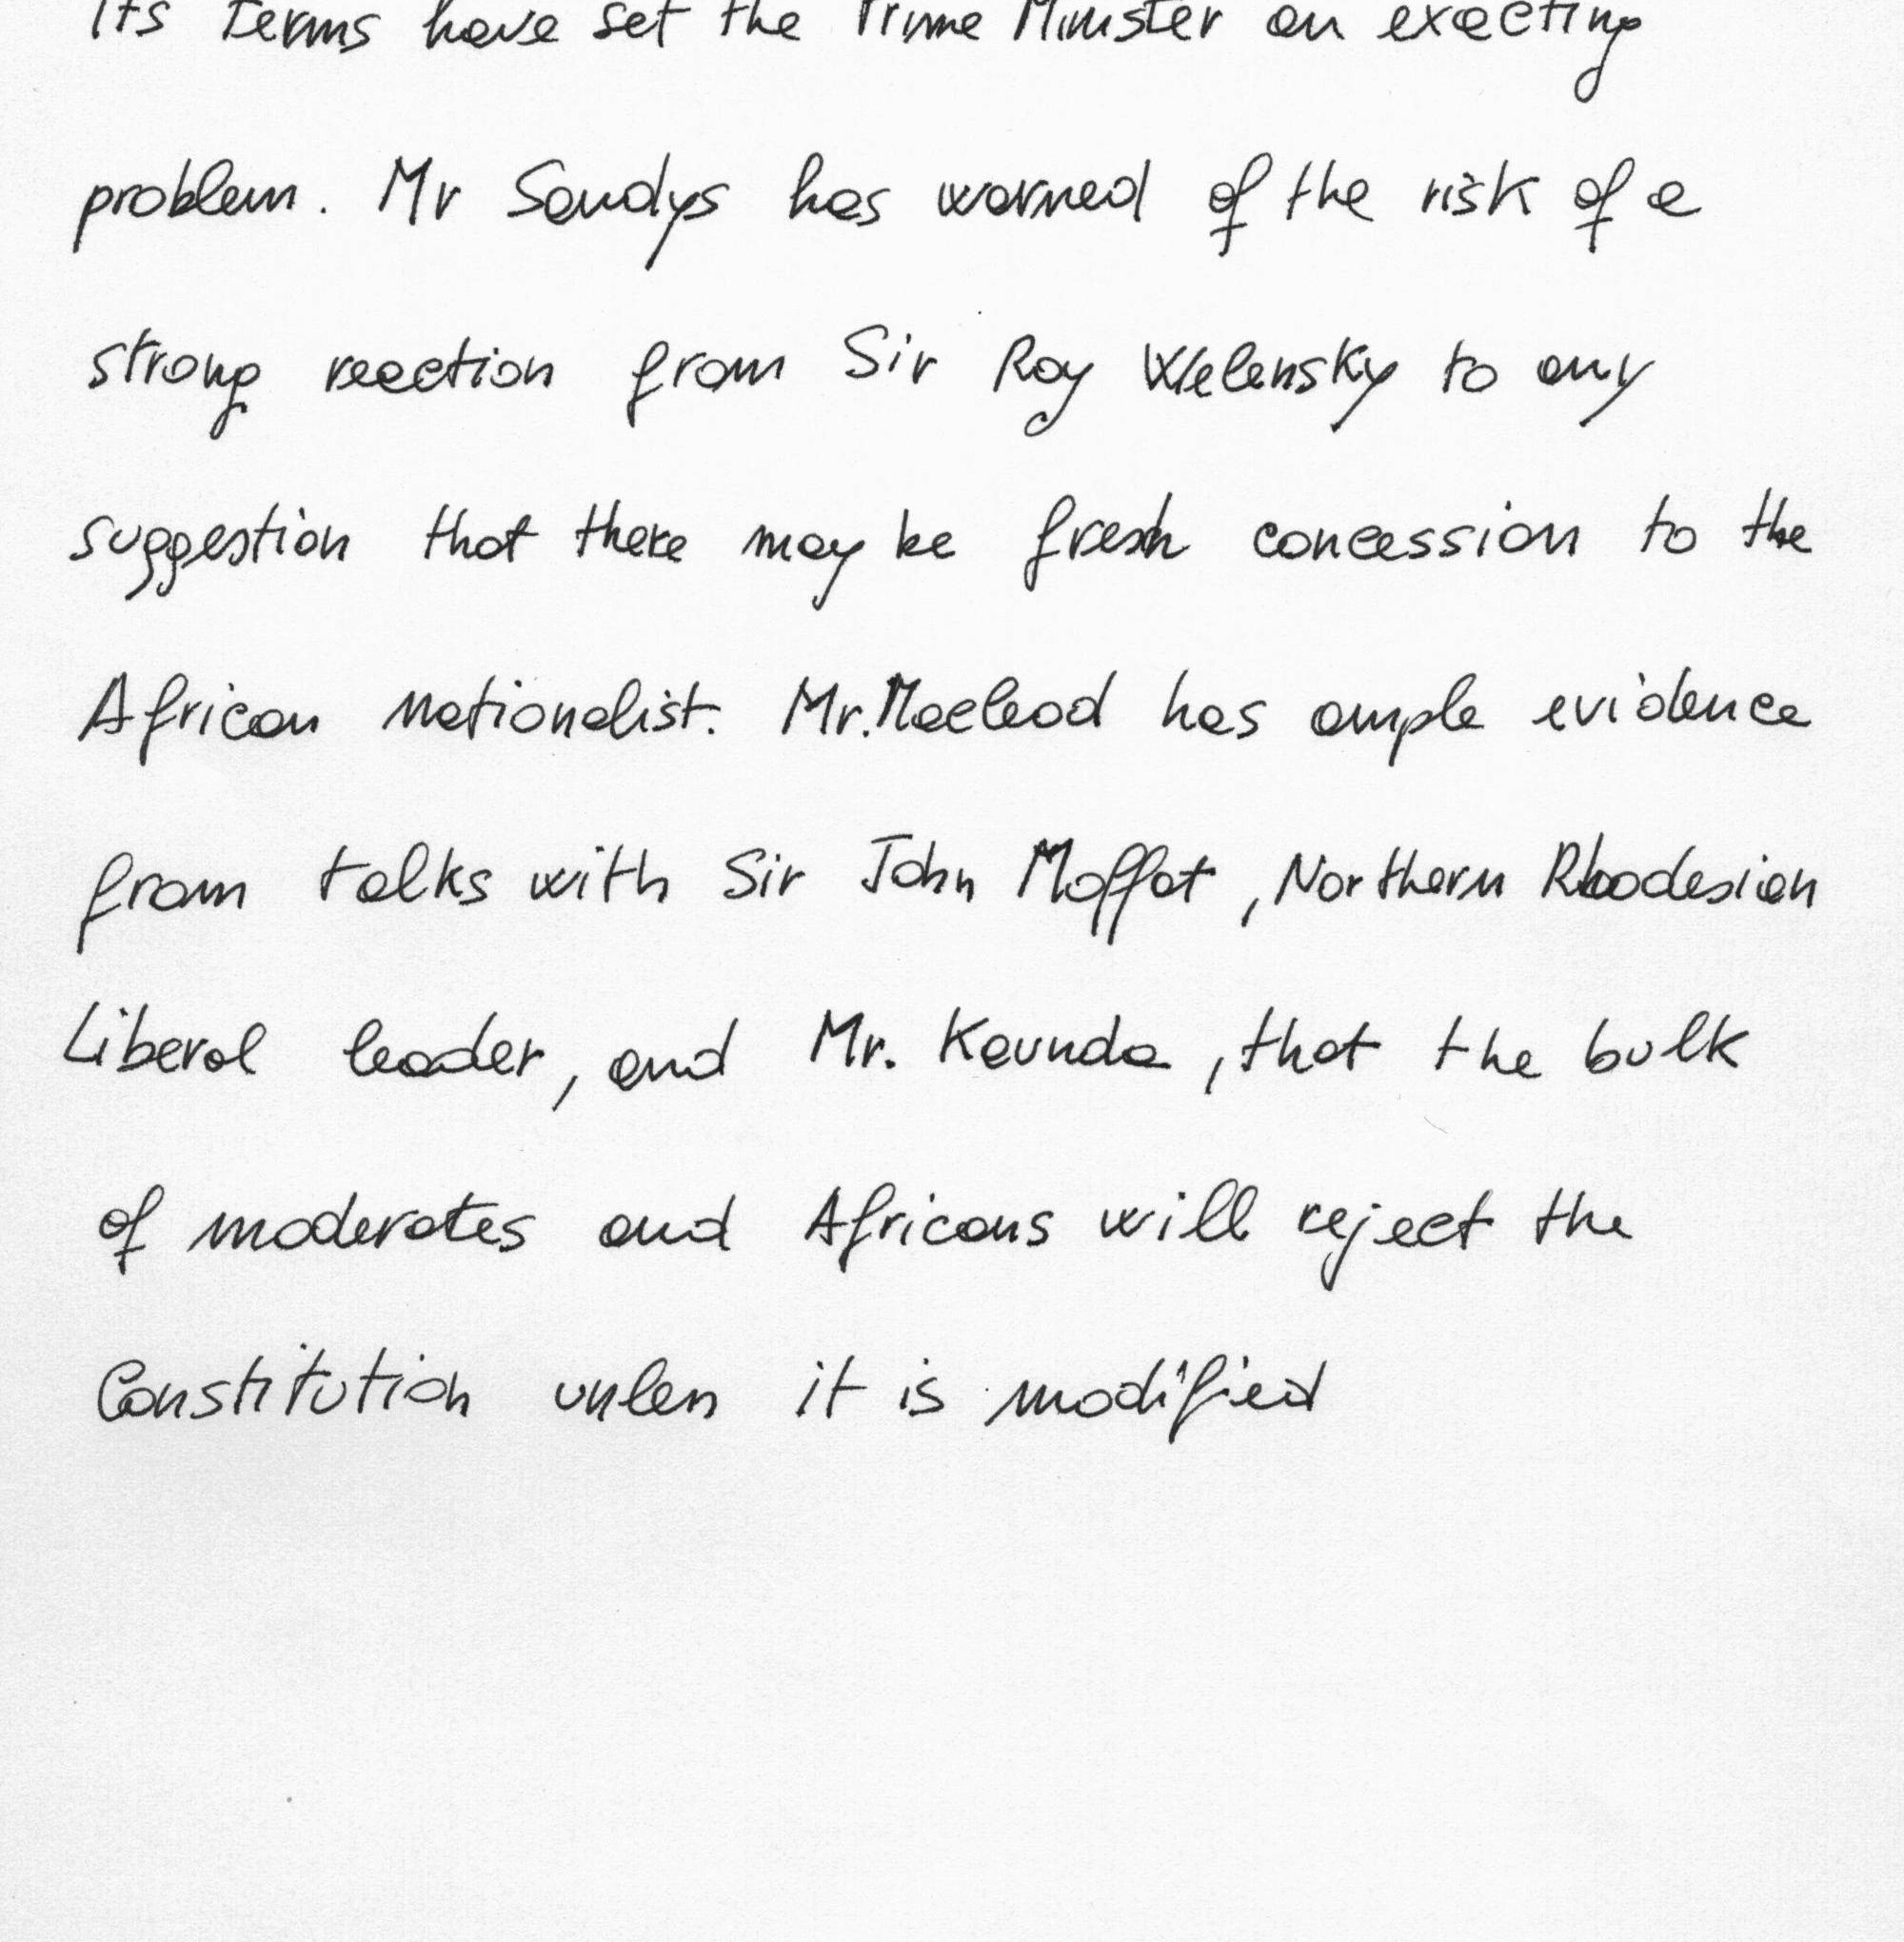 Its terms have set the Prime Minister an exacting
problem. Mr Sandys has warned of the risk of a
strong reaction from Sir Roy Welensky to any
suggestion that there may be fresh concession to the
African nationalist. Mr. Macleod has ample evidence
from talks with Sir John Moffat, Northern Rhodesian
Liberal leader, and Mr. Kaunda, that the bulk
of moderates and Africans will reject the
Constitution unless it is modified